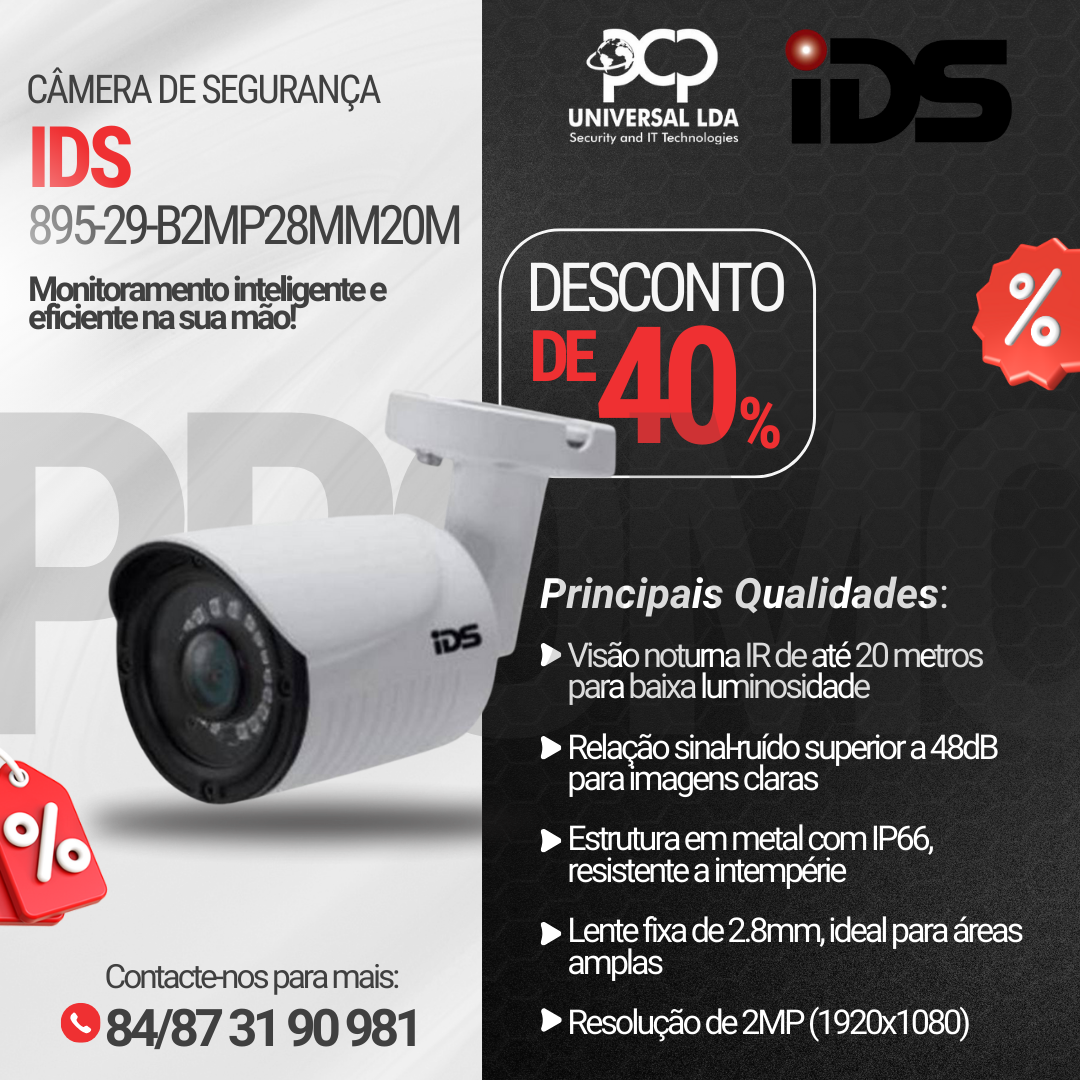 CÂMERA DE SEGURANÇA
IDS
895-29-B2MP28MM20M
Monitoramento inteligente e
eficiente na sua mão!
PCP
UNIVERSAL LDA
Security and IT Technologies
iDS
DESCONTO
DE 40%
%
PROMO
iDS
Principais Qualidades:
Visão noturna IR de até 20 metros
para baixa luminosidade
Relação sinal-ruído superior a 48dB
para imagens claras
Estrutura em metal com IP66,
resistente a intempérie
Lente fixa de 2.8mm, ideal para áreas
amplas
Resolução de 2MP (1920x1080)
%
Contacte-nos para mais:
84/87 31 90 981